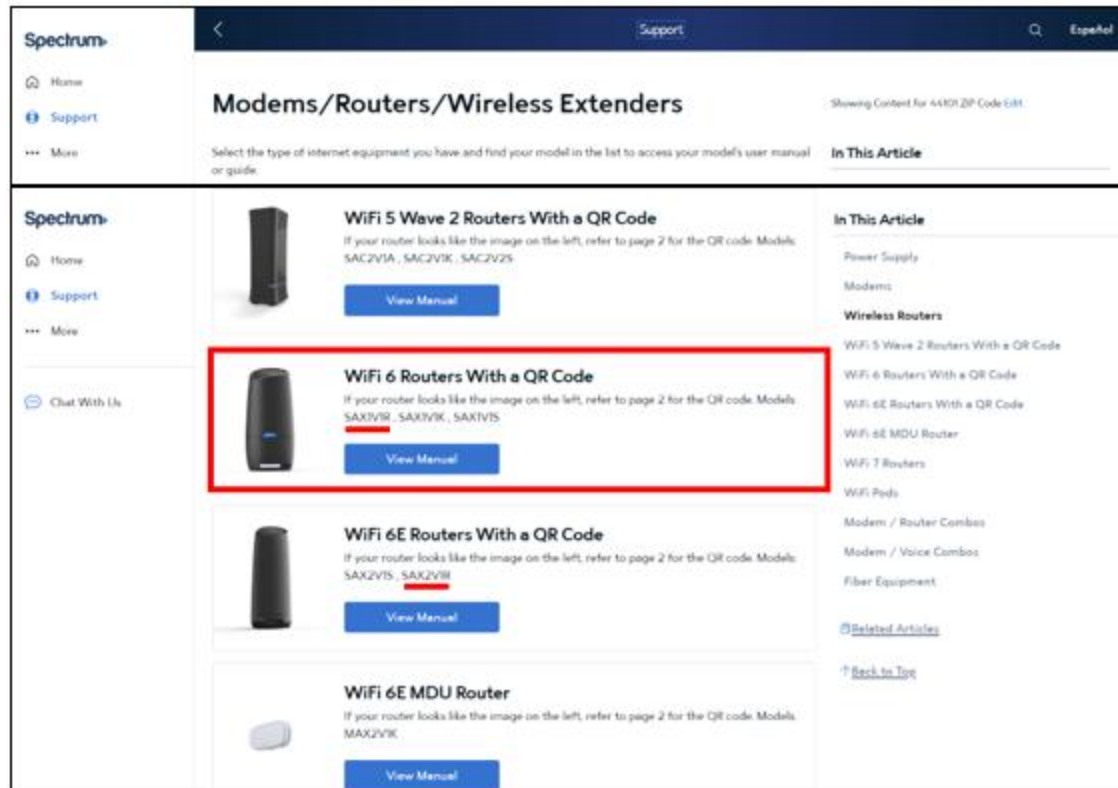 Spectrum
Support
Español
Home
Support
More
Modems/Routers/Wireless Extenders
Showing Content for 44101 ZIP Code Edit
Select the type of internet equipment you have and find your model in the list to access your model's user manual
or guide.
In This Article
Spectrum
Home
Support
More
Chat With Us
WiFi 5 Wave 2 Routers With a QR Code
If your router looks like the image on the left, refer to page 2 for the QR code. Models:
SAC2V1A , SAC2V1K , SAC2V2S
View Manual
WiFi 6 Routers With a QR Code
If your router looks like the image on the left, refer to page 2 for the QR code. Models:
SAX1V1R , SAX1V1K , SAX1V1S
View Manual
WiFi 6E Routers With a QR Code
If your router looks like the image on the left, refer to page 2 for the QR code. Models:
SAX2V1S , SAX2V1R
View Manual
WiFi 6E MDU Router
If your router looks like the image on the left, refer to page 2 for the QR code. Models:
MAX2V1K
View Manual
In This Article
Power Supply
Modems
Wireless Routers
WiFi 5 Wave 2 Routers With a QR Code
WiFi 6 Routers With a QR Code
WiFi 6E Routers With a QR Code
WiFi 6E MDU Router
WiFi 7 Routers
WiFi Pods
Modem / Router Combos
Modem / Voice Combos
Fiber Equipment
Related Articles
Back to Top